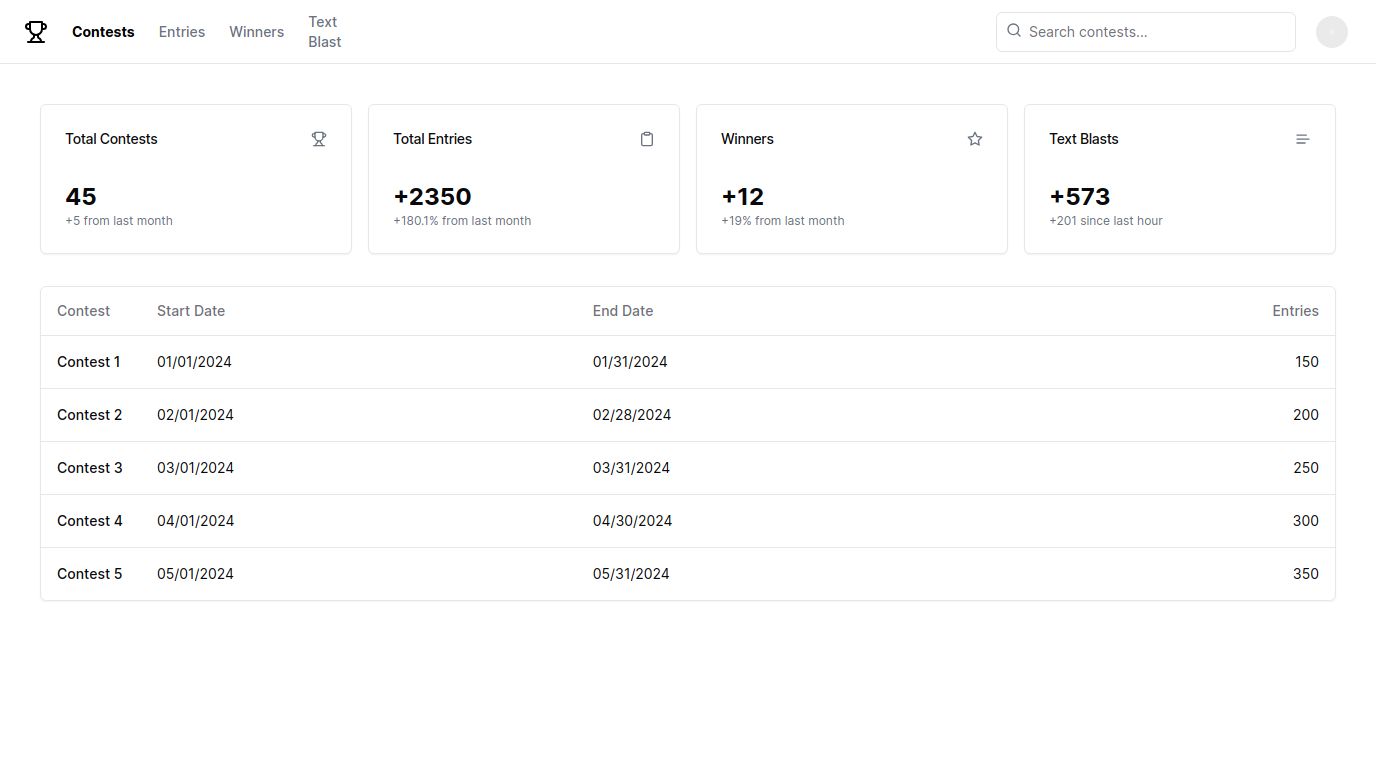 Contests Entries Winners Text
Blast
Search contests...
Total Contests
45
+5 from last month
Total Entries
+2350
+180.1% from last month
Winners
+12
+19% from last month
Text Blasts
+573
+201 since last hour
Contest Start Date End Date Entries
Contest 1 01/01/2024 01/31/2024 150
Contest 2 02/01/2024 02/28/2024 200
Contest 3 03/01/2024 03/31/2024 250
Contest 4 04/01/2024 04/30/2024 300
Contest 5 05/01/2024 05/31/2024 350